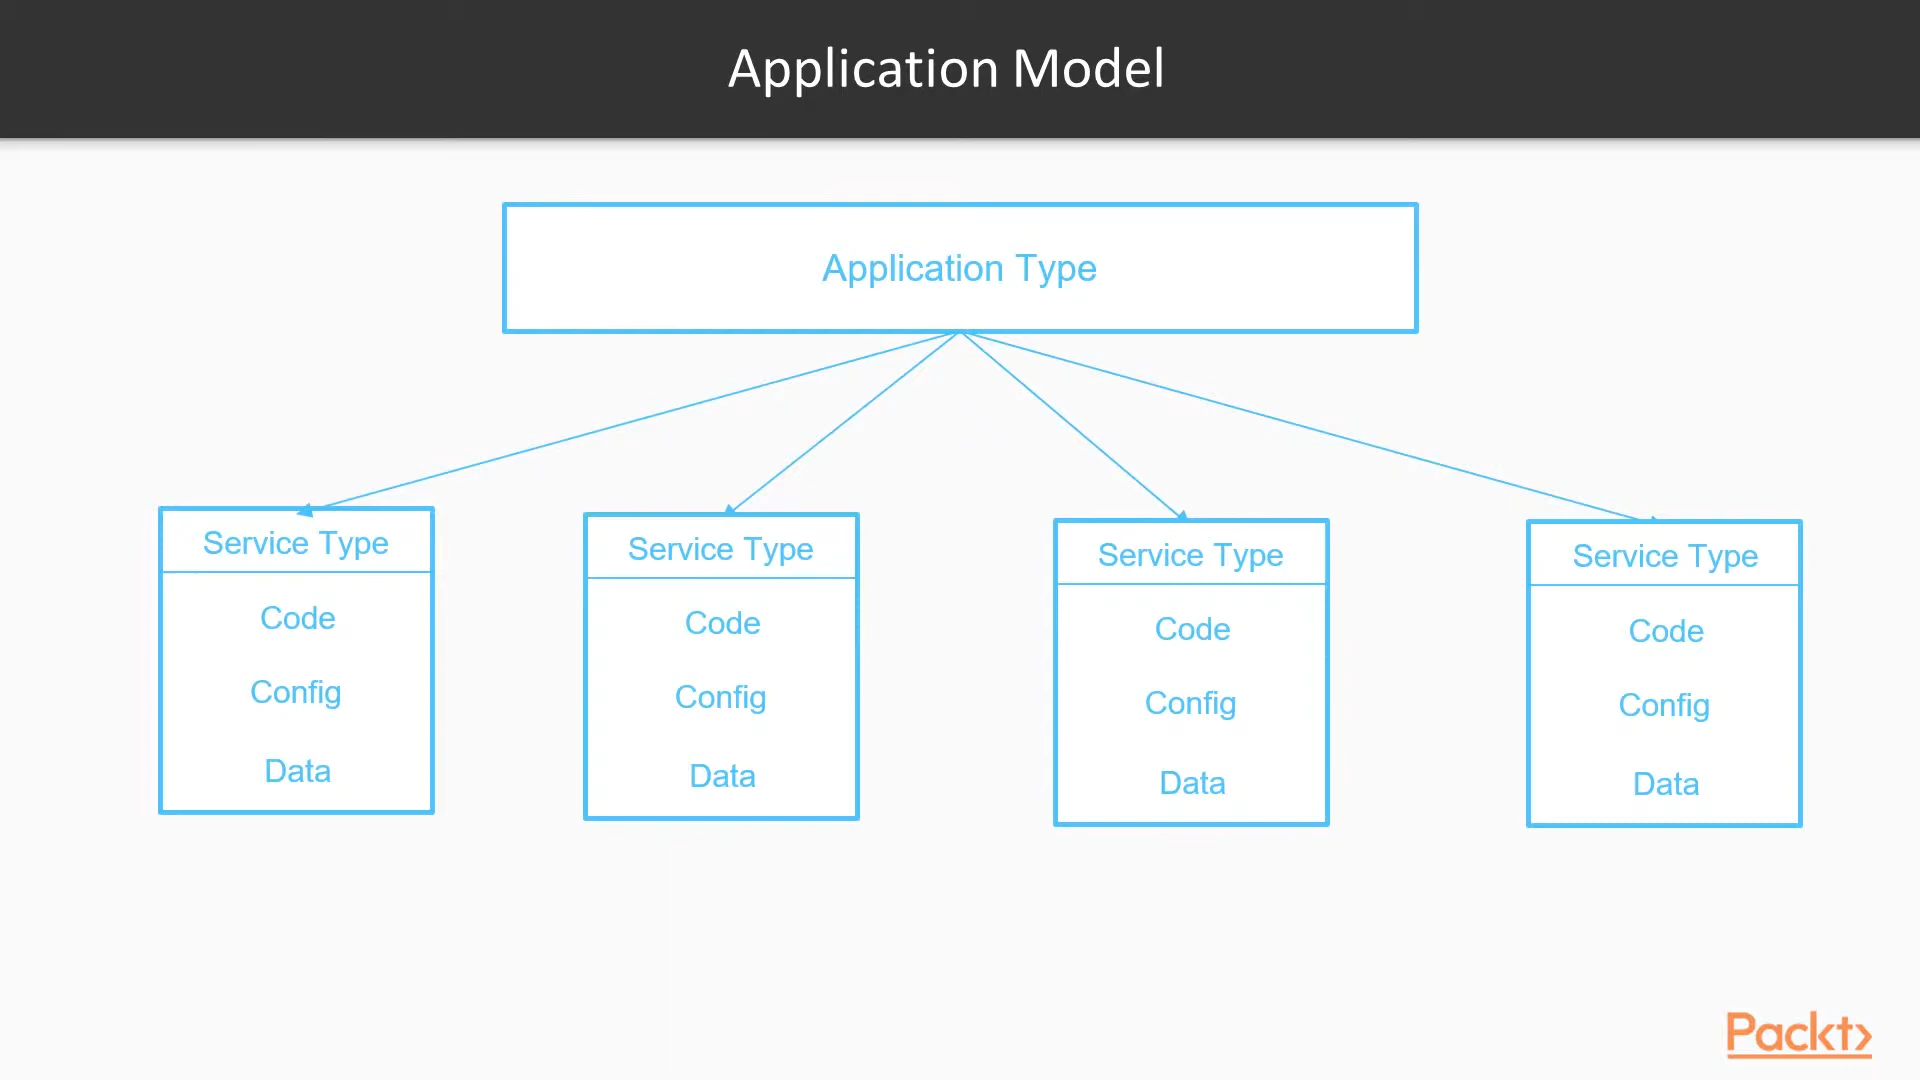 Application Model
Application Type
Service Type
Code
Config
Data
Service Type
Code
Config
Data
Service Type
Code
Config
Data
Service Type
Code
Config
Data
Packt